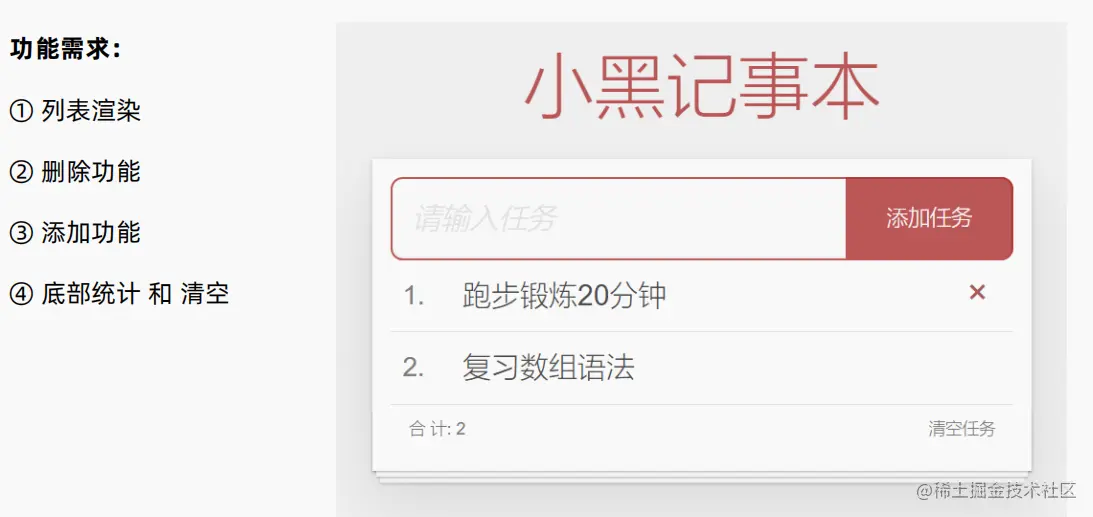 功能需求：
① 列表渲染
② 删除功能
③ 添加功能
④ 底部统计 和 清空
小黑记事本
请输入任务
添加任务
1. 跑步锻炼20分钟 ×
2. 复习数组语法
合 计: 2 清空任务
@稀土掘金技术社区